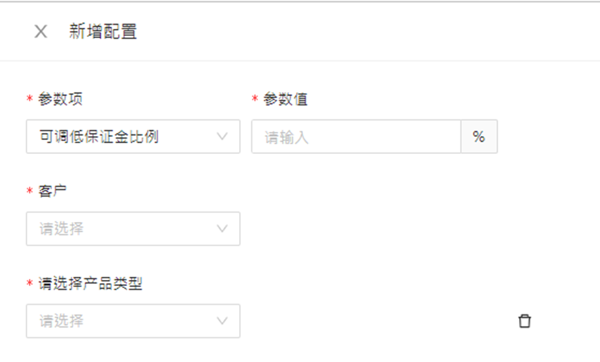 新增配置
* 参数项 * 参数值
可调低保证金比例 请输入 %
* 客户
请选择
* 请选择产品类型
请选择